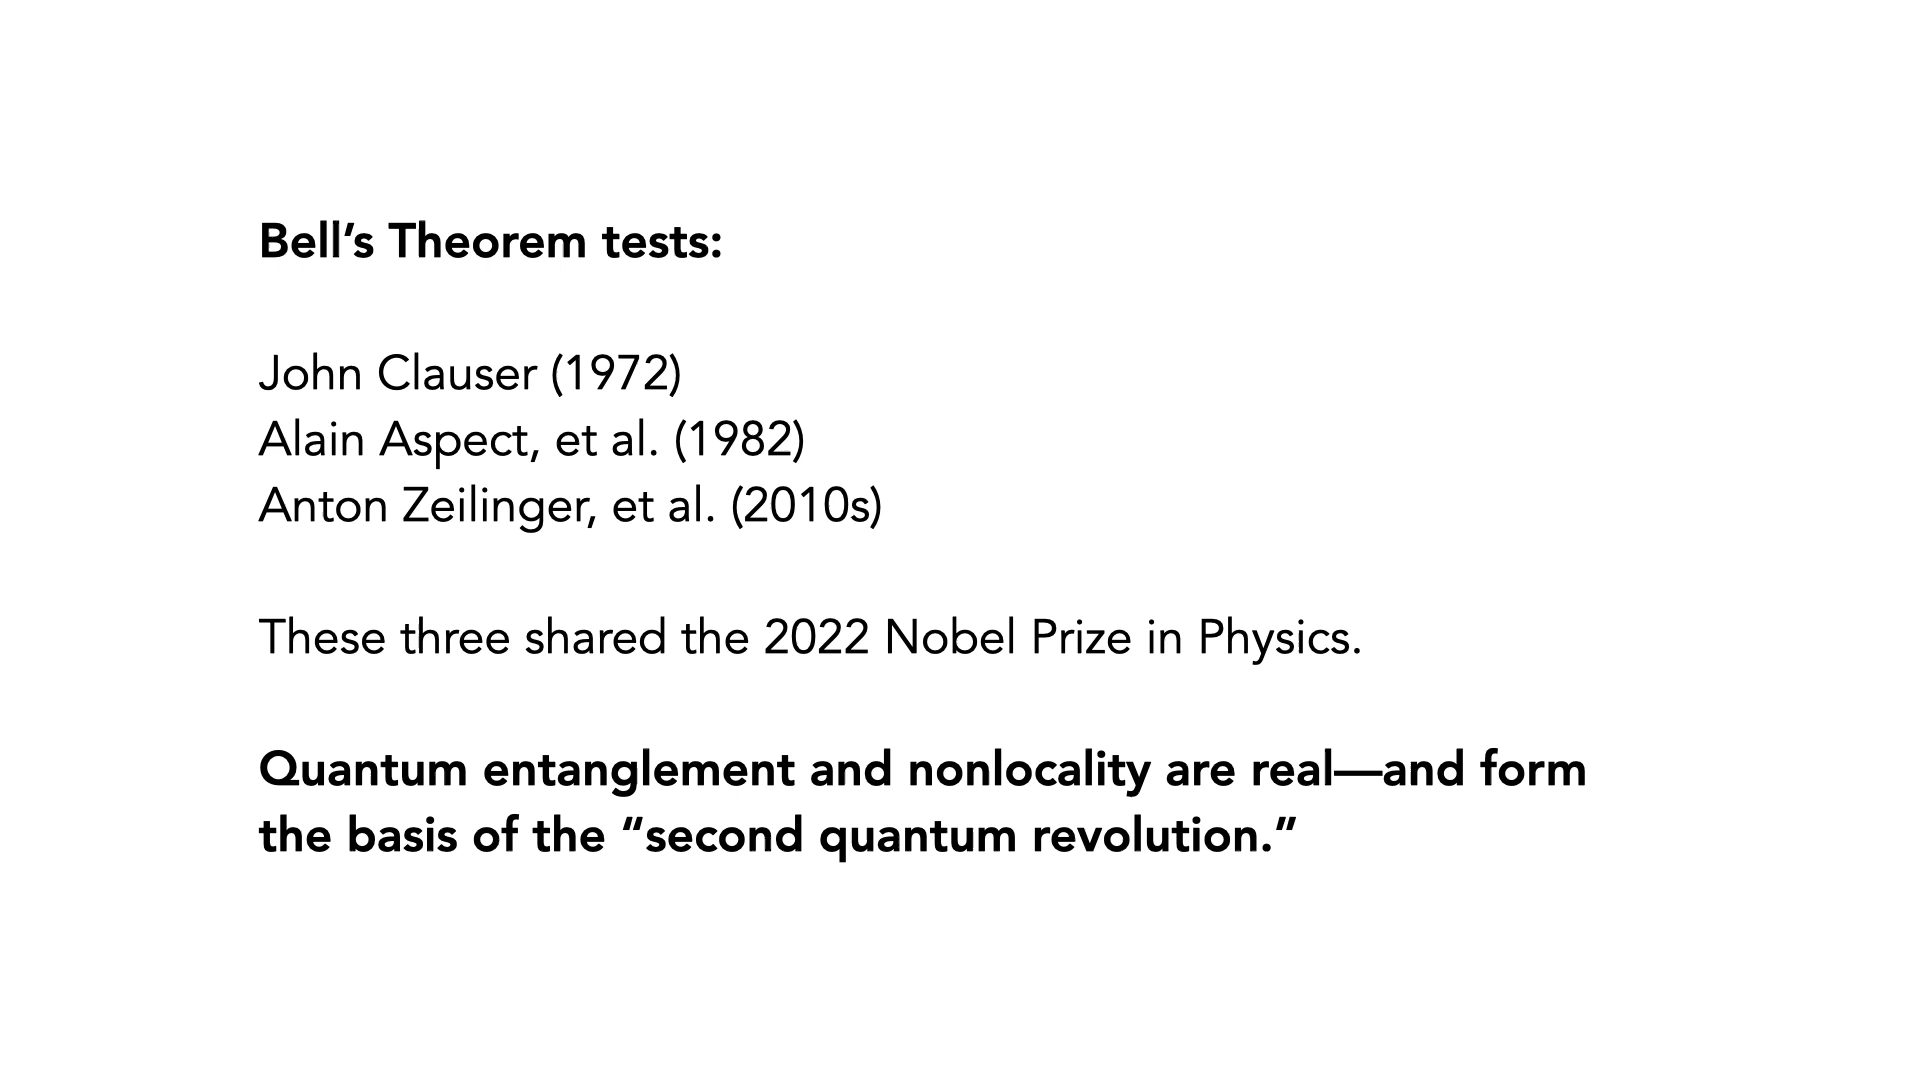 Bell’s Theorem tests:
John Clauser (1972)
Alain Aspect, et al. (1982)
Anton Zeilinger, et al. (2010s)
These three shared the 2022 Nobel Prize in Physics.
Quantum entanglement and nonlocality are real—and form
the basis of the “second quantum revolution.”